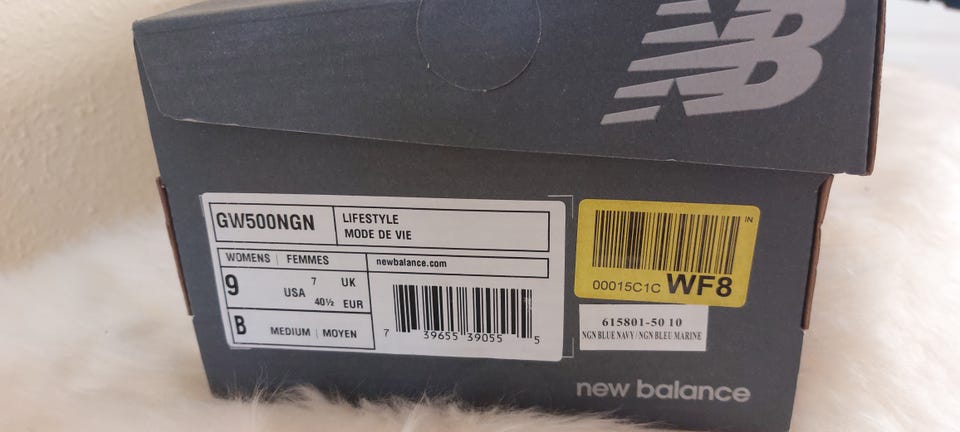 NB
GW500NGN
LIFESTYLE
MODE DE VIE
WOMENS | FEMMES
newbalance.com
9 USA
7 UK
40½ EUR
B MEDIUM | MOYEN
7 39655 39055 5
IN
00015C1C WF8
615801-50 10
NGN BLUE NAVY / NGN BLEU MARINE
new balance